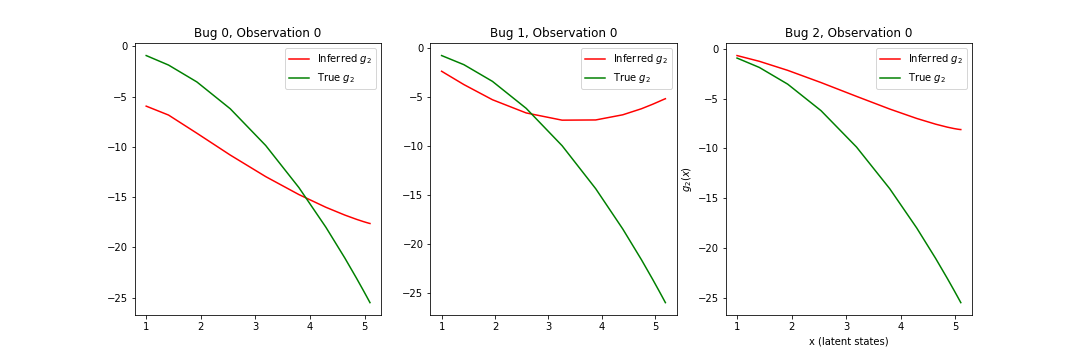 Bug 0, Observation 0
Inferred g₂
True g₂
0
−5
−10
−15
−20
−25
1 2 3 4 5
Bug 1, Observation 0
Inferred g₂
True g₂
0
−5
−10
−15
−20
−25
1 2 3 4 5
Bug 2, Observation 0
Inferred g₂
True g₂
g₂(x)
0
−5
−10
−15
−20
−25
1 2 3 4 5
x (latent states)